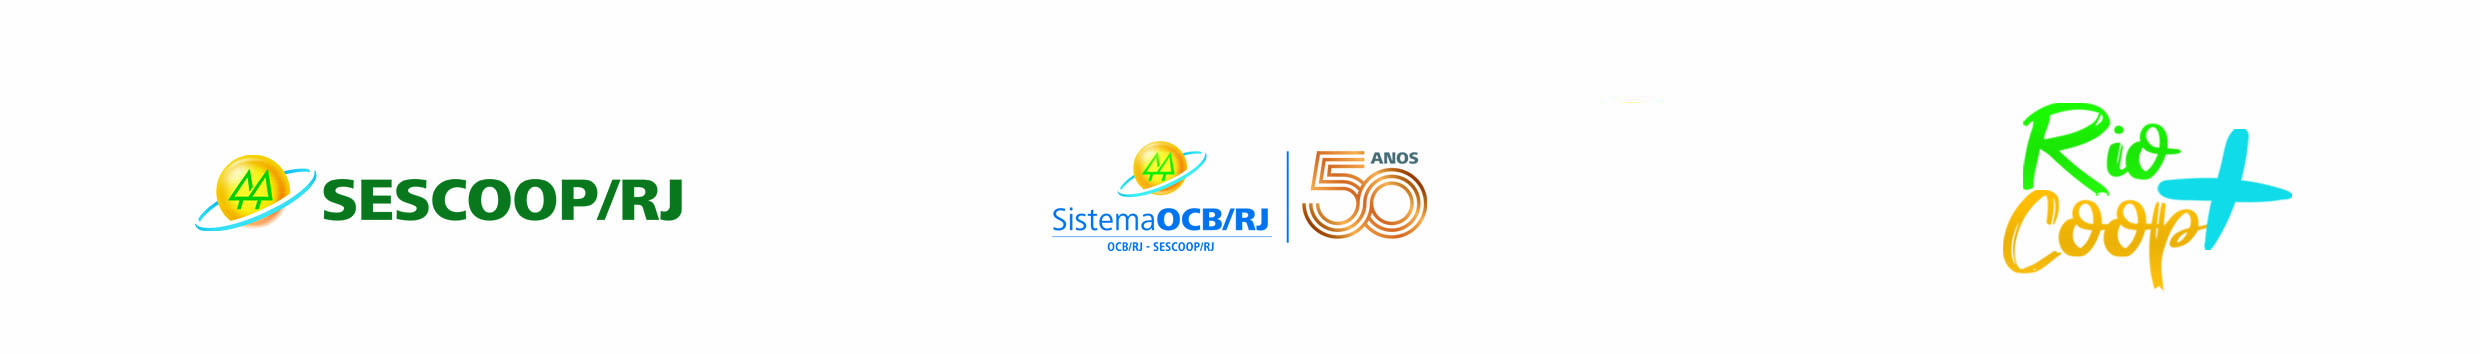 SESCOOP/RJ
SistemaOCB/RJ
OCB/RJ - SESCOOP/RJ
50 ANOS
Rio
Coop+